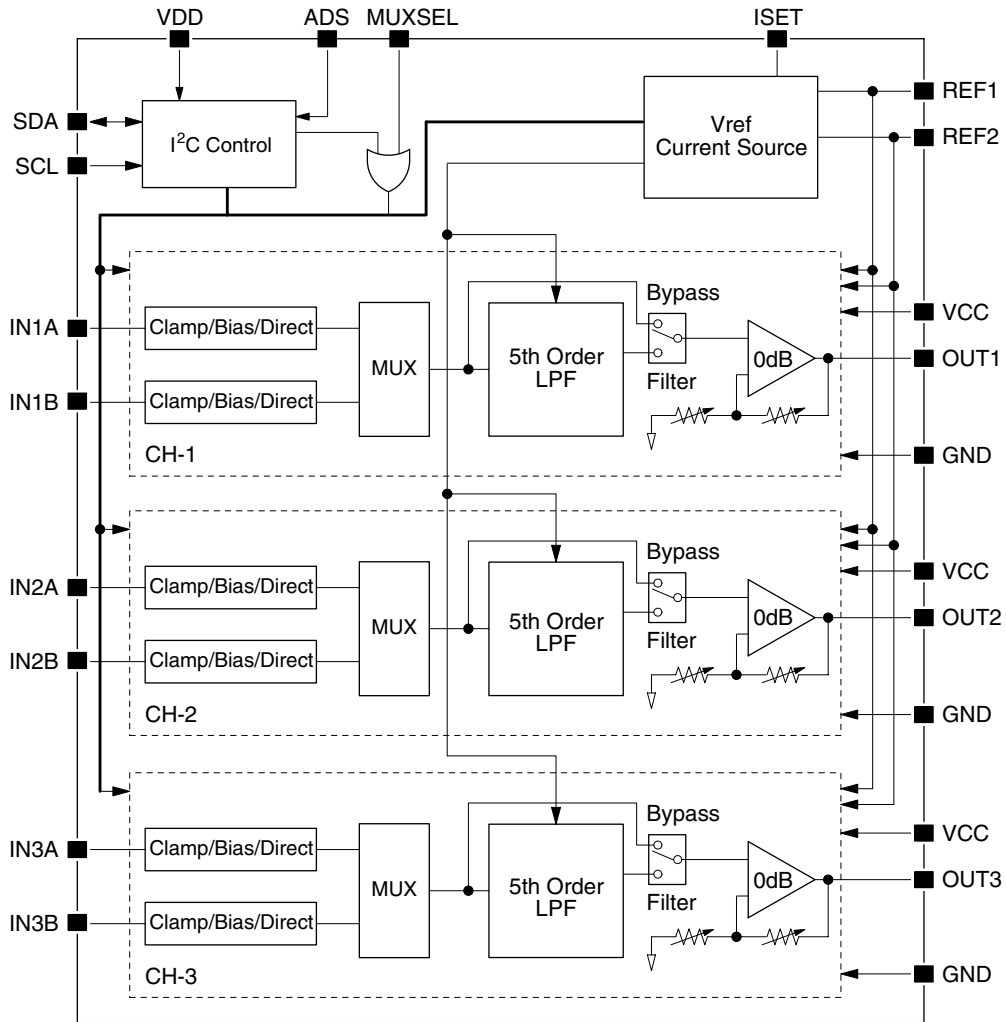 VDD
ADS
MUXSEL
ISET
SDA
SCL
I²C Control
Vref
Current Source
REF1
REF2
IN1A
Clamp/Bias/Direct
IN1B
Clamp/Bias/Direct
MUX
5th Order
LPF
Bypass
Filter
0dB
VCC
OUT1
GND
CH-1
IN2A
Clamp/Bias/Direct
IN2B
Clamp/Bias/Direct
MUX
5th Order
LPF
Bypass
Filter
0dB
VCC
OUT2
GND
CH-2
IN3A
Clamp/Bias/Direct
IN3B
Clamp/Bias/Direct
MUX
5th Order
LPF
Bypass
Filter
0dB
VCC
OUT3
GND
CH-3